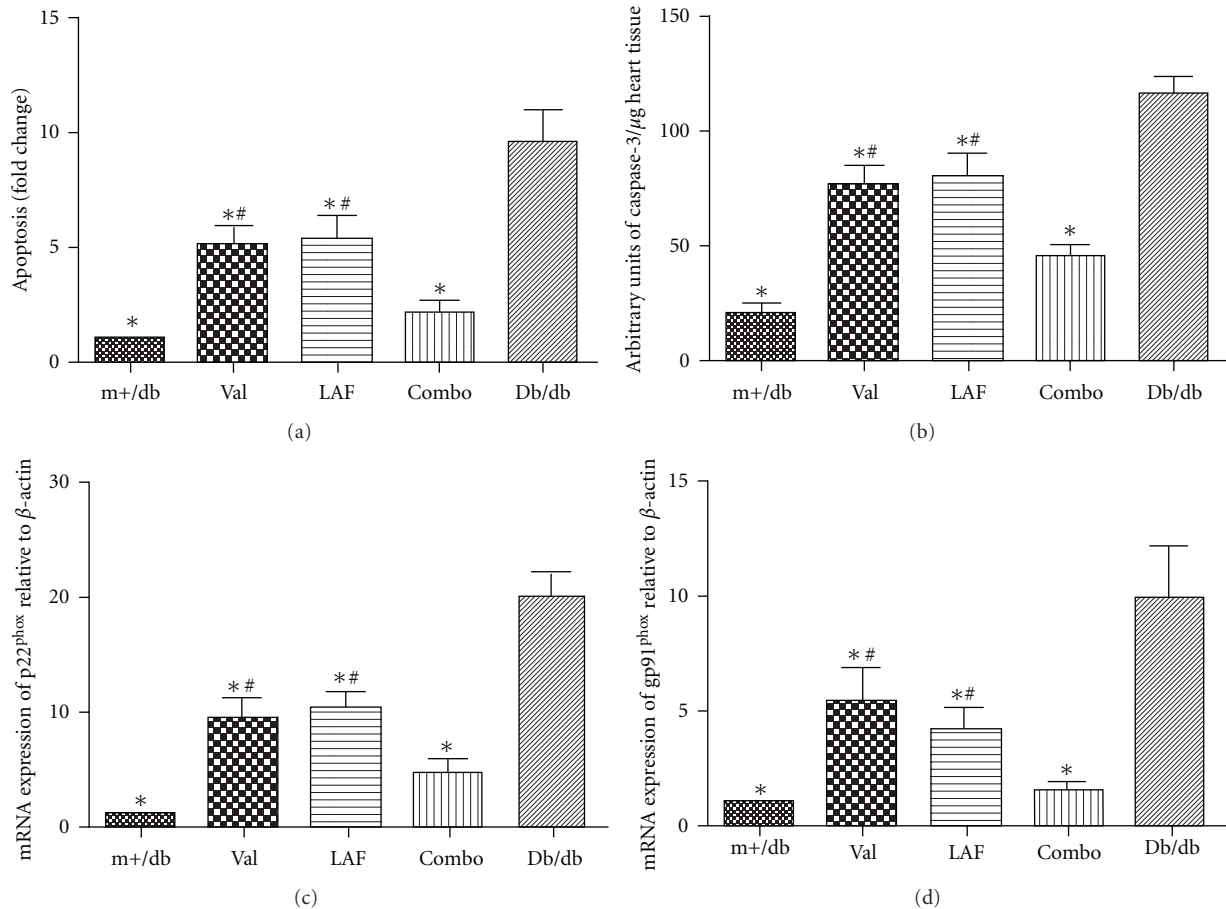 Apoptosis (fold change)
15
10
5
0
*
*#
* #
*
m+/db Val LAF Combo Db/db
(a)
Arbitrary units of caspase-3/μg heart tissue
150
100
50
0
*
*#
*#
*
m+/db Val LAF Combo Db/db
(b)
mRNA expression of p22phox relative to β-actin
30
20
10
0
*
* #
* #
*
m+/db Val LAF Combo Db/db
(c)
mRNA expression of gp91phox relative to β-actin
15
10
5
0
*
* #
*#
*
m+/db Val LAF Combo Db/db
(d)